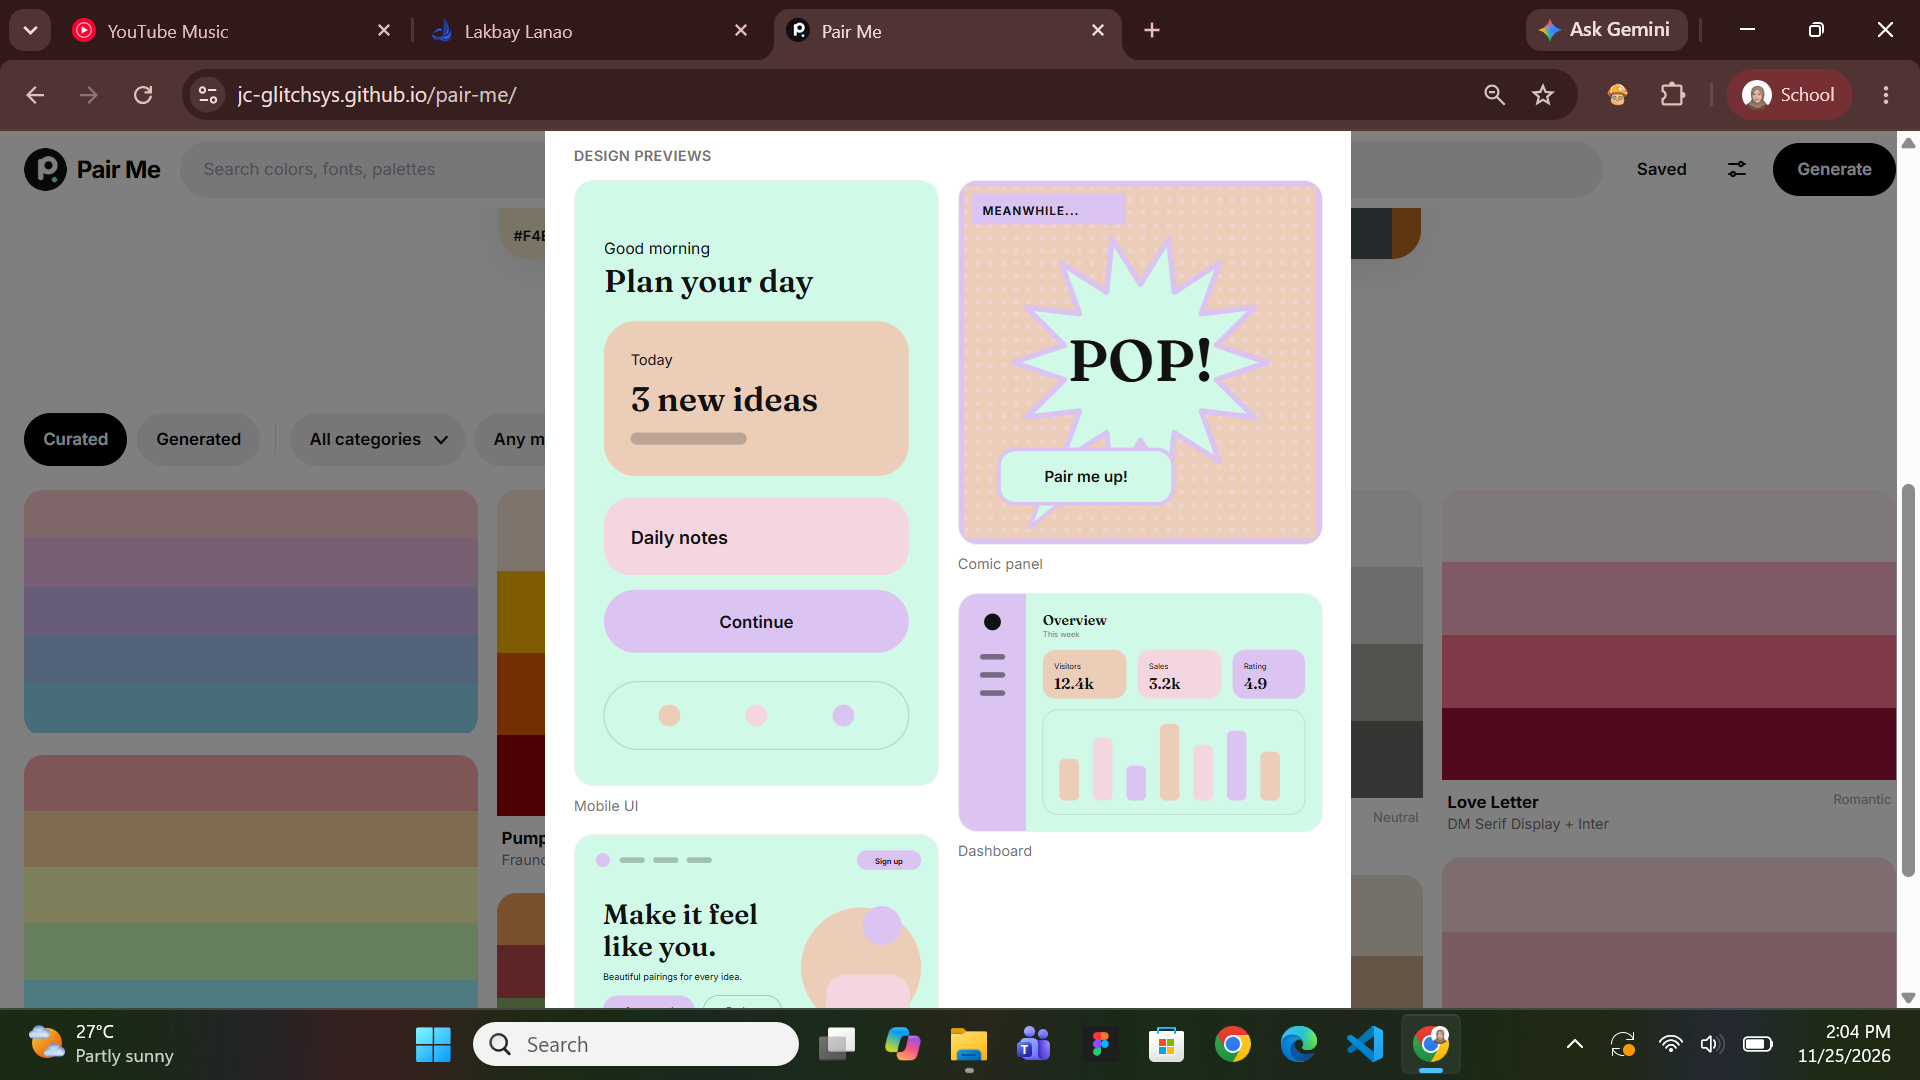 YouTube Music
Lakbay Lanao
Pair Me
Ask Gemini
jc-glitchsys.github.io/pair-me/
School
Pair Me
Search colors, fonts, palettes
Saved
Generate
#F4
Curated
Generated
All categories
Any m
Pump
Fraunc
Neutral
Love Letter
Romantic
DM Serif Display + Inter
DESIGN PREVIEWS
Good morning
Plan your day
Today
3 new ideas
Daily notes
Continue
Mobile UI
MEANWHILE...
POP!
Pair me up!
Comic panel
Overview
This week
Visitors
12.4k
Sales
3.2k
Rating
4.9
Dashboard
Sign up
Make it feel
like you.
Beautiful pairings for every idea.
27°C
Partly sunny
Search
2:04 PM
11/25/2026